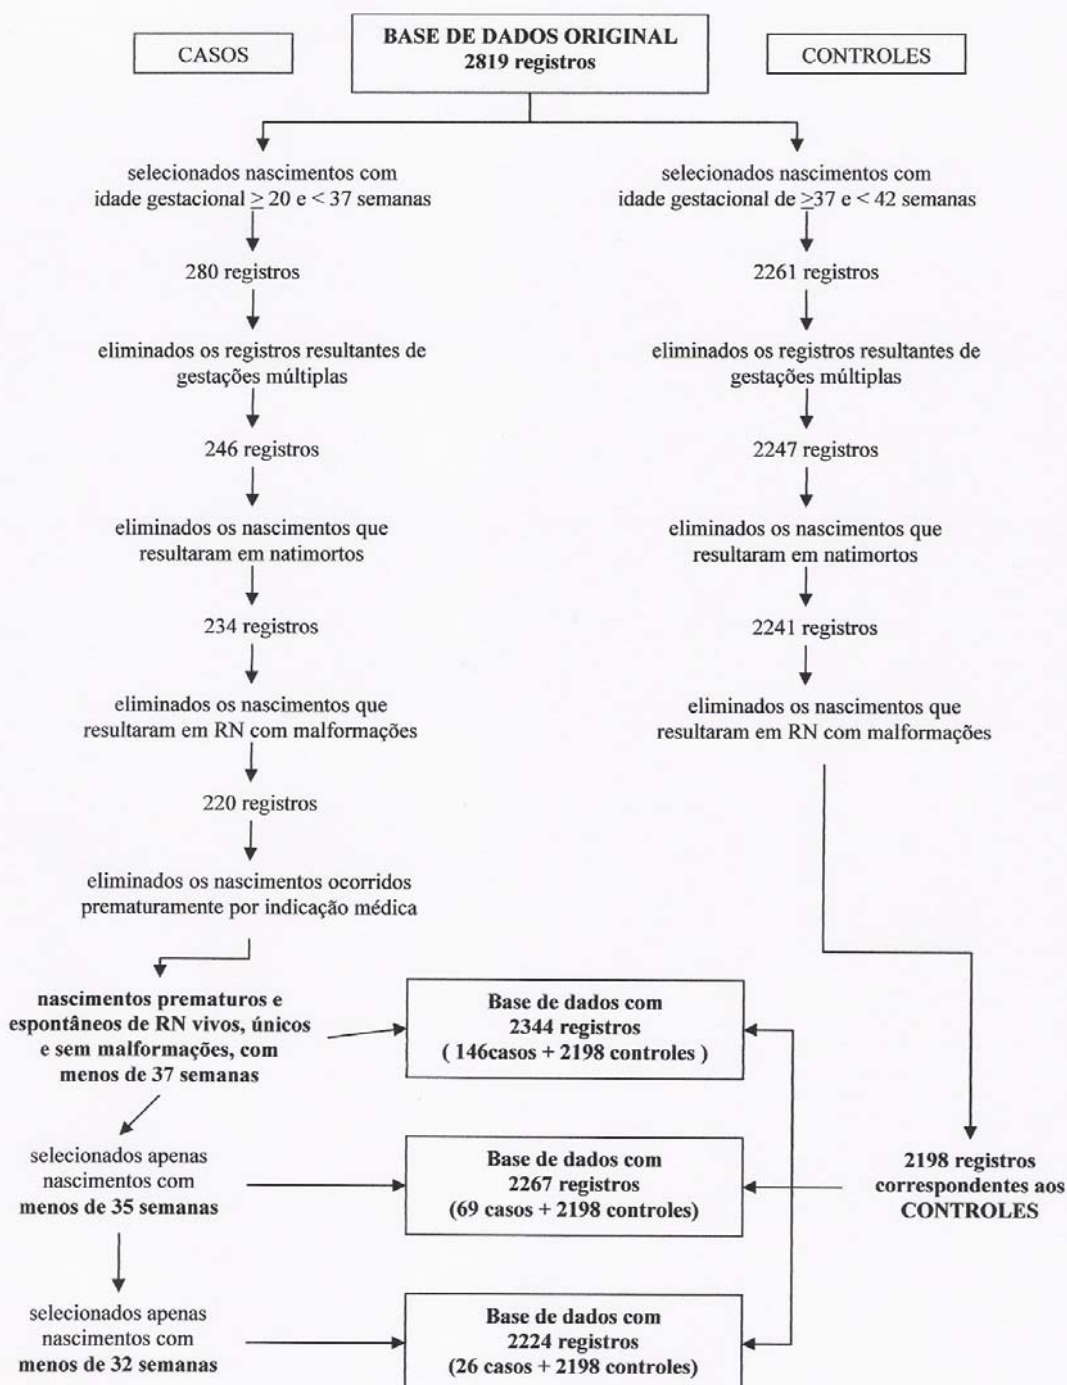 CASOS
BASE DE DADOS ORIGINAL
2819 registros
CONTROLES
selecionados nascimentos com
idade gestacional ≥ 20 e < 37 semanas
280 registros
eliminados os registros resultantes de
gestações múltiplas
246 registros
eliminados os nascimentos que
resultaram em natimortos
234 registros
eliminados os nascimentos que
resultaram em RN com malformações
220 registros
eliminados os nascimentos ocorridos
prematuramente por indicação médica
selecionados nascimentos com
idade gestacional de ≥37 e < 42 semanas
2261 registros
eliminados os registros resultantes de
gestações múltiplas
2247 registros
eliminados os nascimentos que
resultaram em natimortos
2241 registros
eliminados os nascimentos que
resultaram em RN com malformações
nascimentos prematuros e
espontâneos de RN vivos, únicos
e sem malformações, com
menos de 37 semanas
Base de dados com
2344 registros
( 146casos + 2198 controles )
selecionados apenas
nascimentos com
menos de 35 semanas
Base de dados com
2267 registros
(69 casos + 2198 controles)
2198 registros
correspondentes aos
CONTROLES
selecionados apenas
nascimentos com
menos de 32 semanas
Base de dados com
2224 registros
(26 casos + 2198 controles)